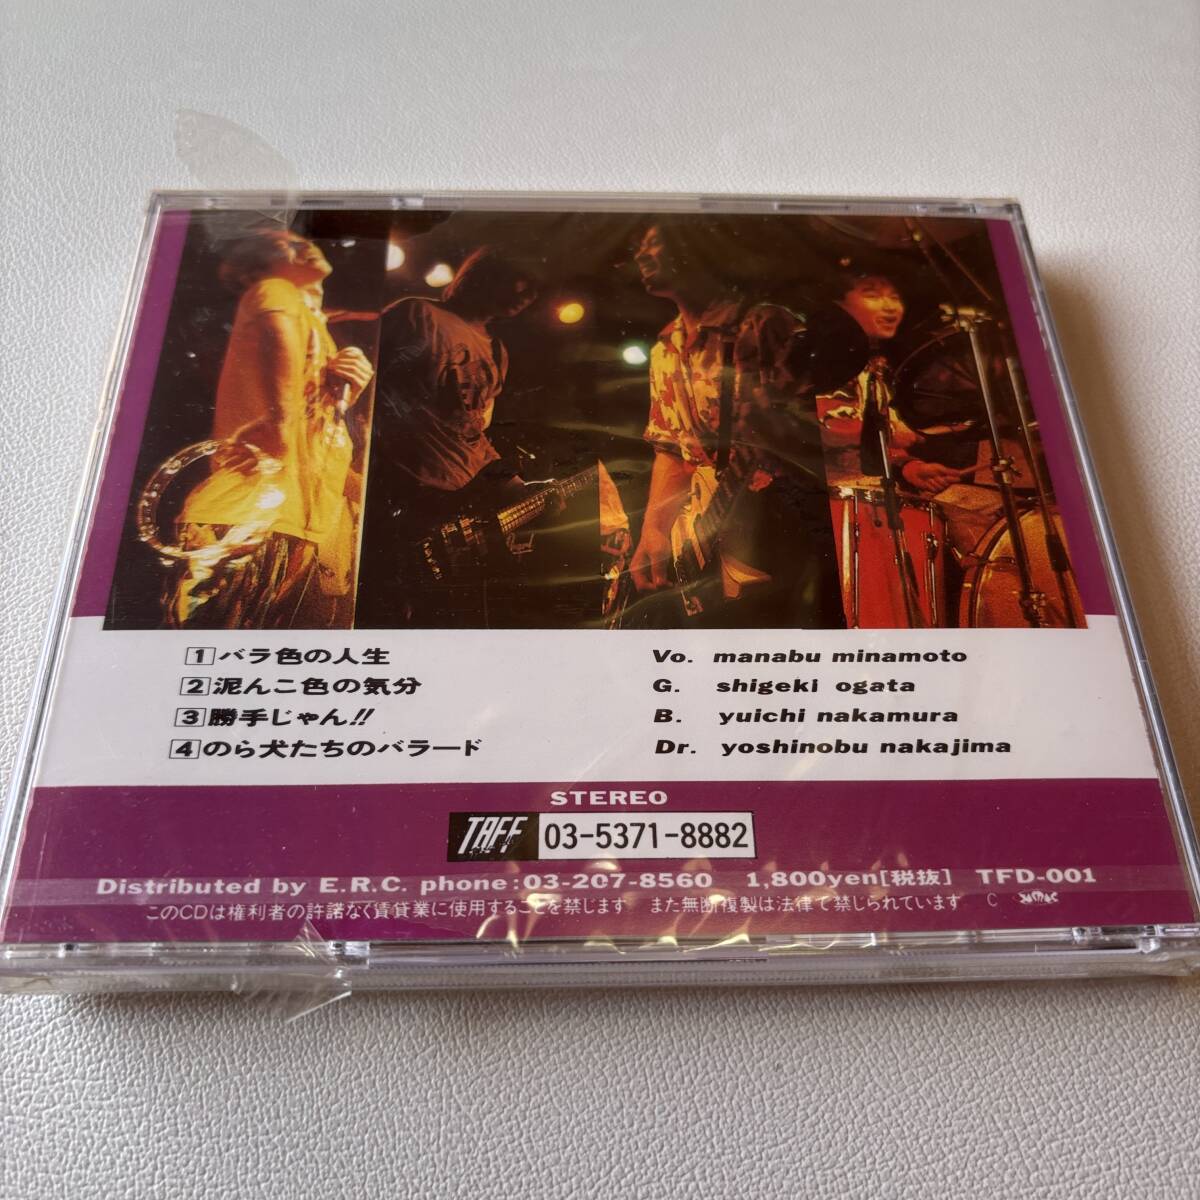 1 バラ色の人生
2 泥んこ色の気分
3 勝手じゃん!!
4 のら犬たちのバラード
Vo. manabu minamoto
G. shigeki ogata
B. yuichi nakamura
Dr. yoshinobu nakajima
STEREO
TAFF 03-5371-8882
Distributed by E.R.C. phone:03-207-8560 1,800yen[税抜] TFD-001
このCDは権利者の許諾なく賃貸業に使用することを禁じます また無断複製は法律で禁じられています C